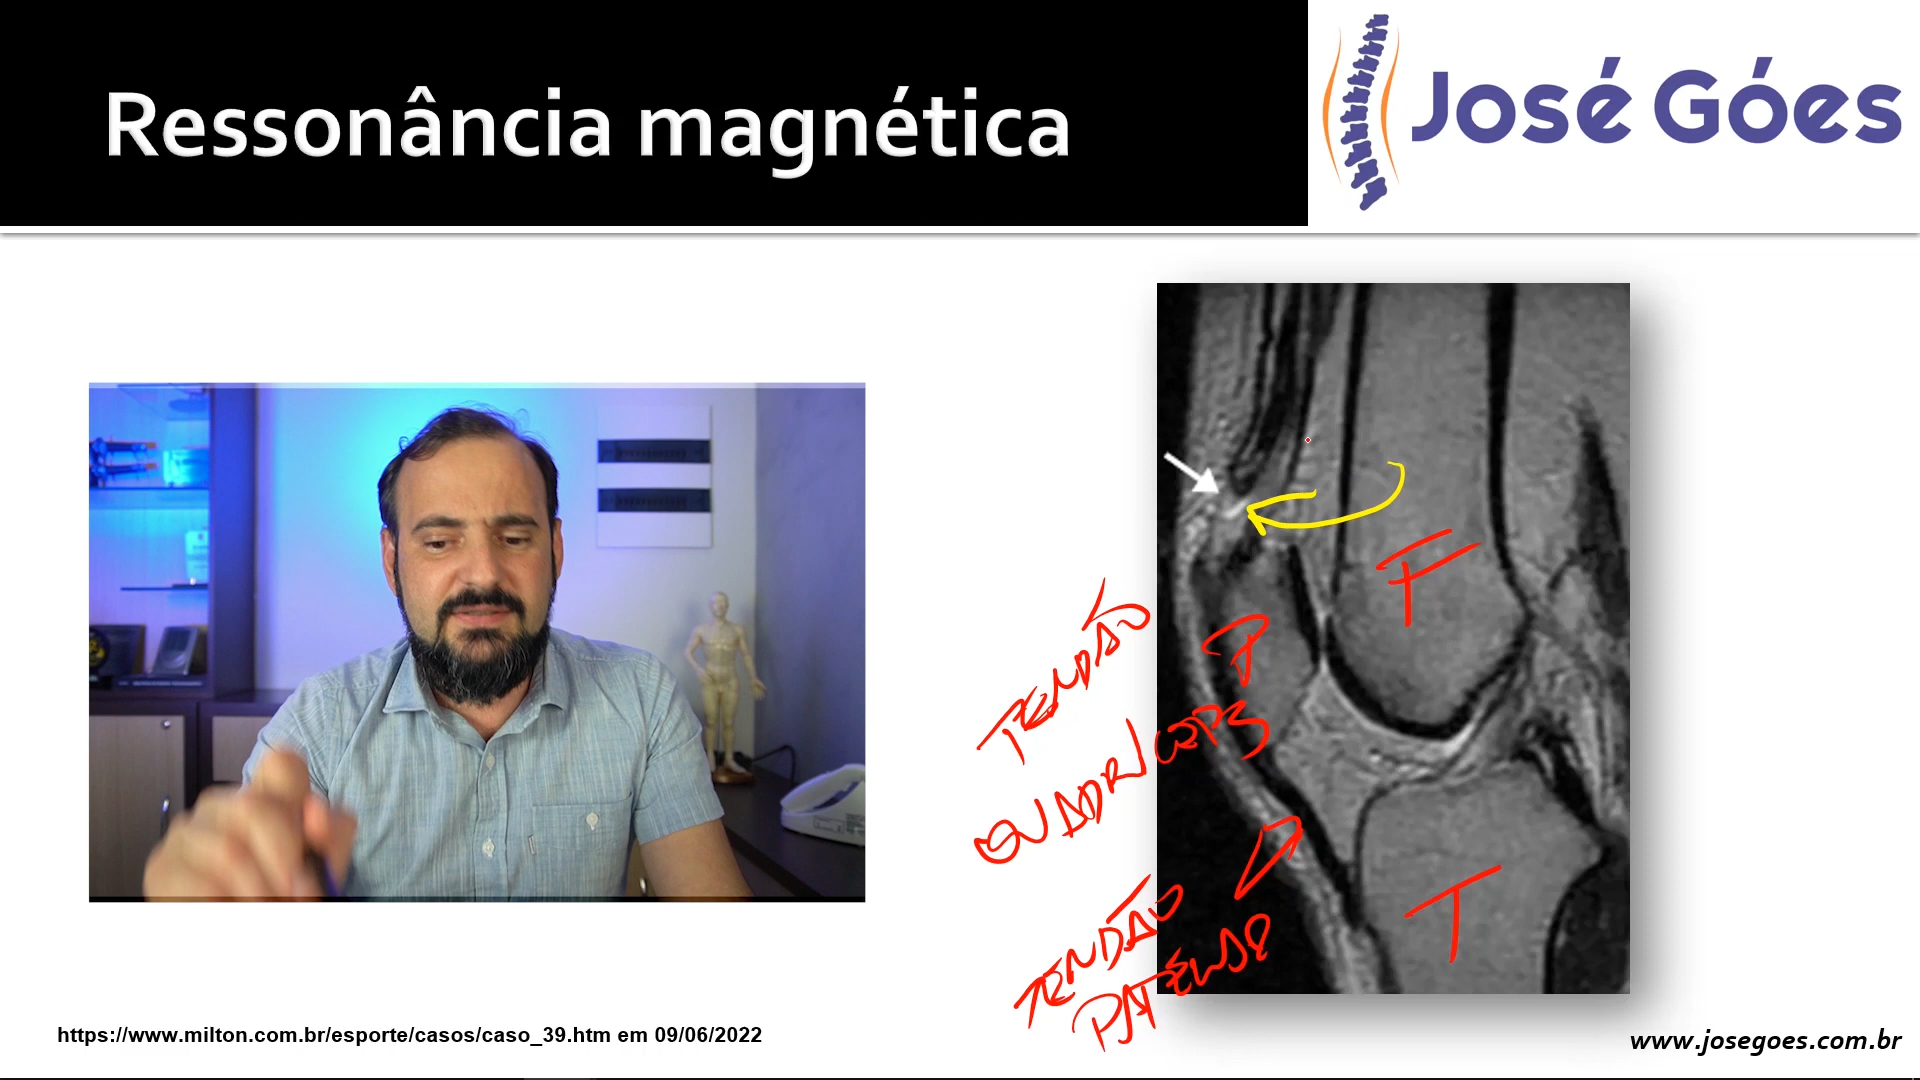 Ressonância magnética
José Góes
F
P
TENDÃO
QUADRICEPS
T
TENDÃO
PATELAR
https://www.milton.com.br/esporte/casos/caso_39.htm em 09/06/2022
www.josegoes.com.br